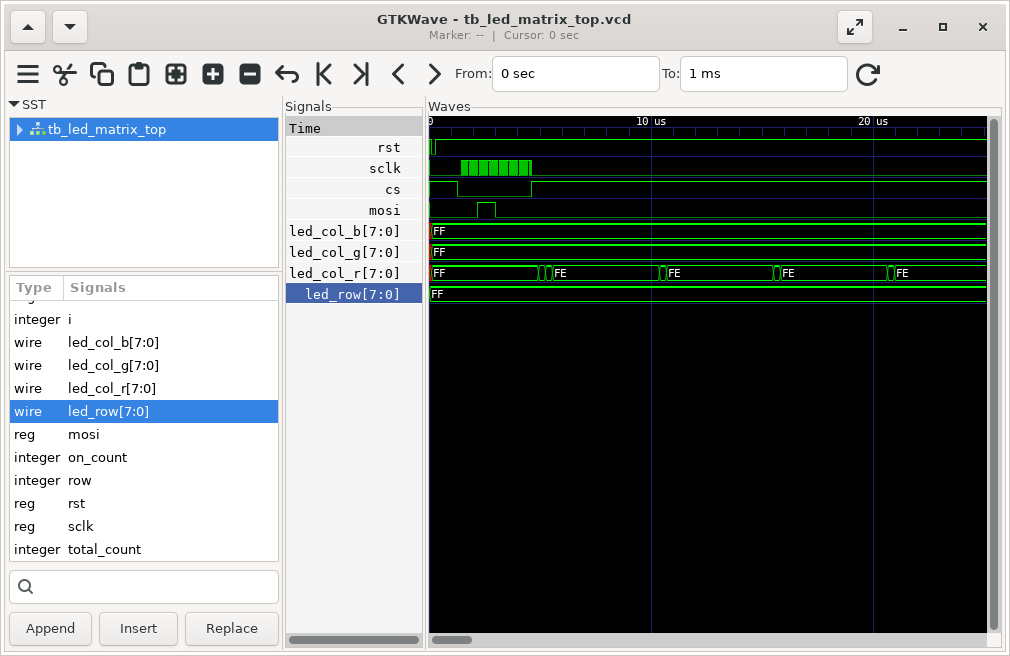 GTKWave - tb_led_matrix_top.vcd
Marker: -- | Cursor: 0 sec
From: 0 sec To: 1 ms
SST
tb_led_matrix_top
Type Signals
integer i
wire led_col_b[7:0]
wire led_col_g[7:0]
wire led_col_r[7:0]
wire led_row[7:0]
reg mosi
integer on_count
integer row
reg rst
reg sclk
integer total_count
Append Insert Replace
Signals
Time
rst
sclk
cs
mosi
led_col_b[7:0]
led_col_g[7:0]
led_col_r[7:0]
led_row[7:0]
Waves
0 10 us 20 us
FF
FF
FF FE FE FE FE
FF